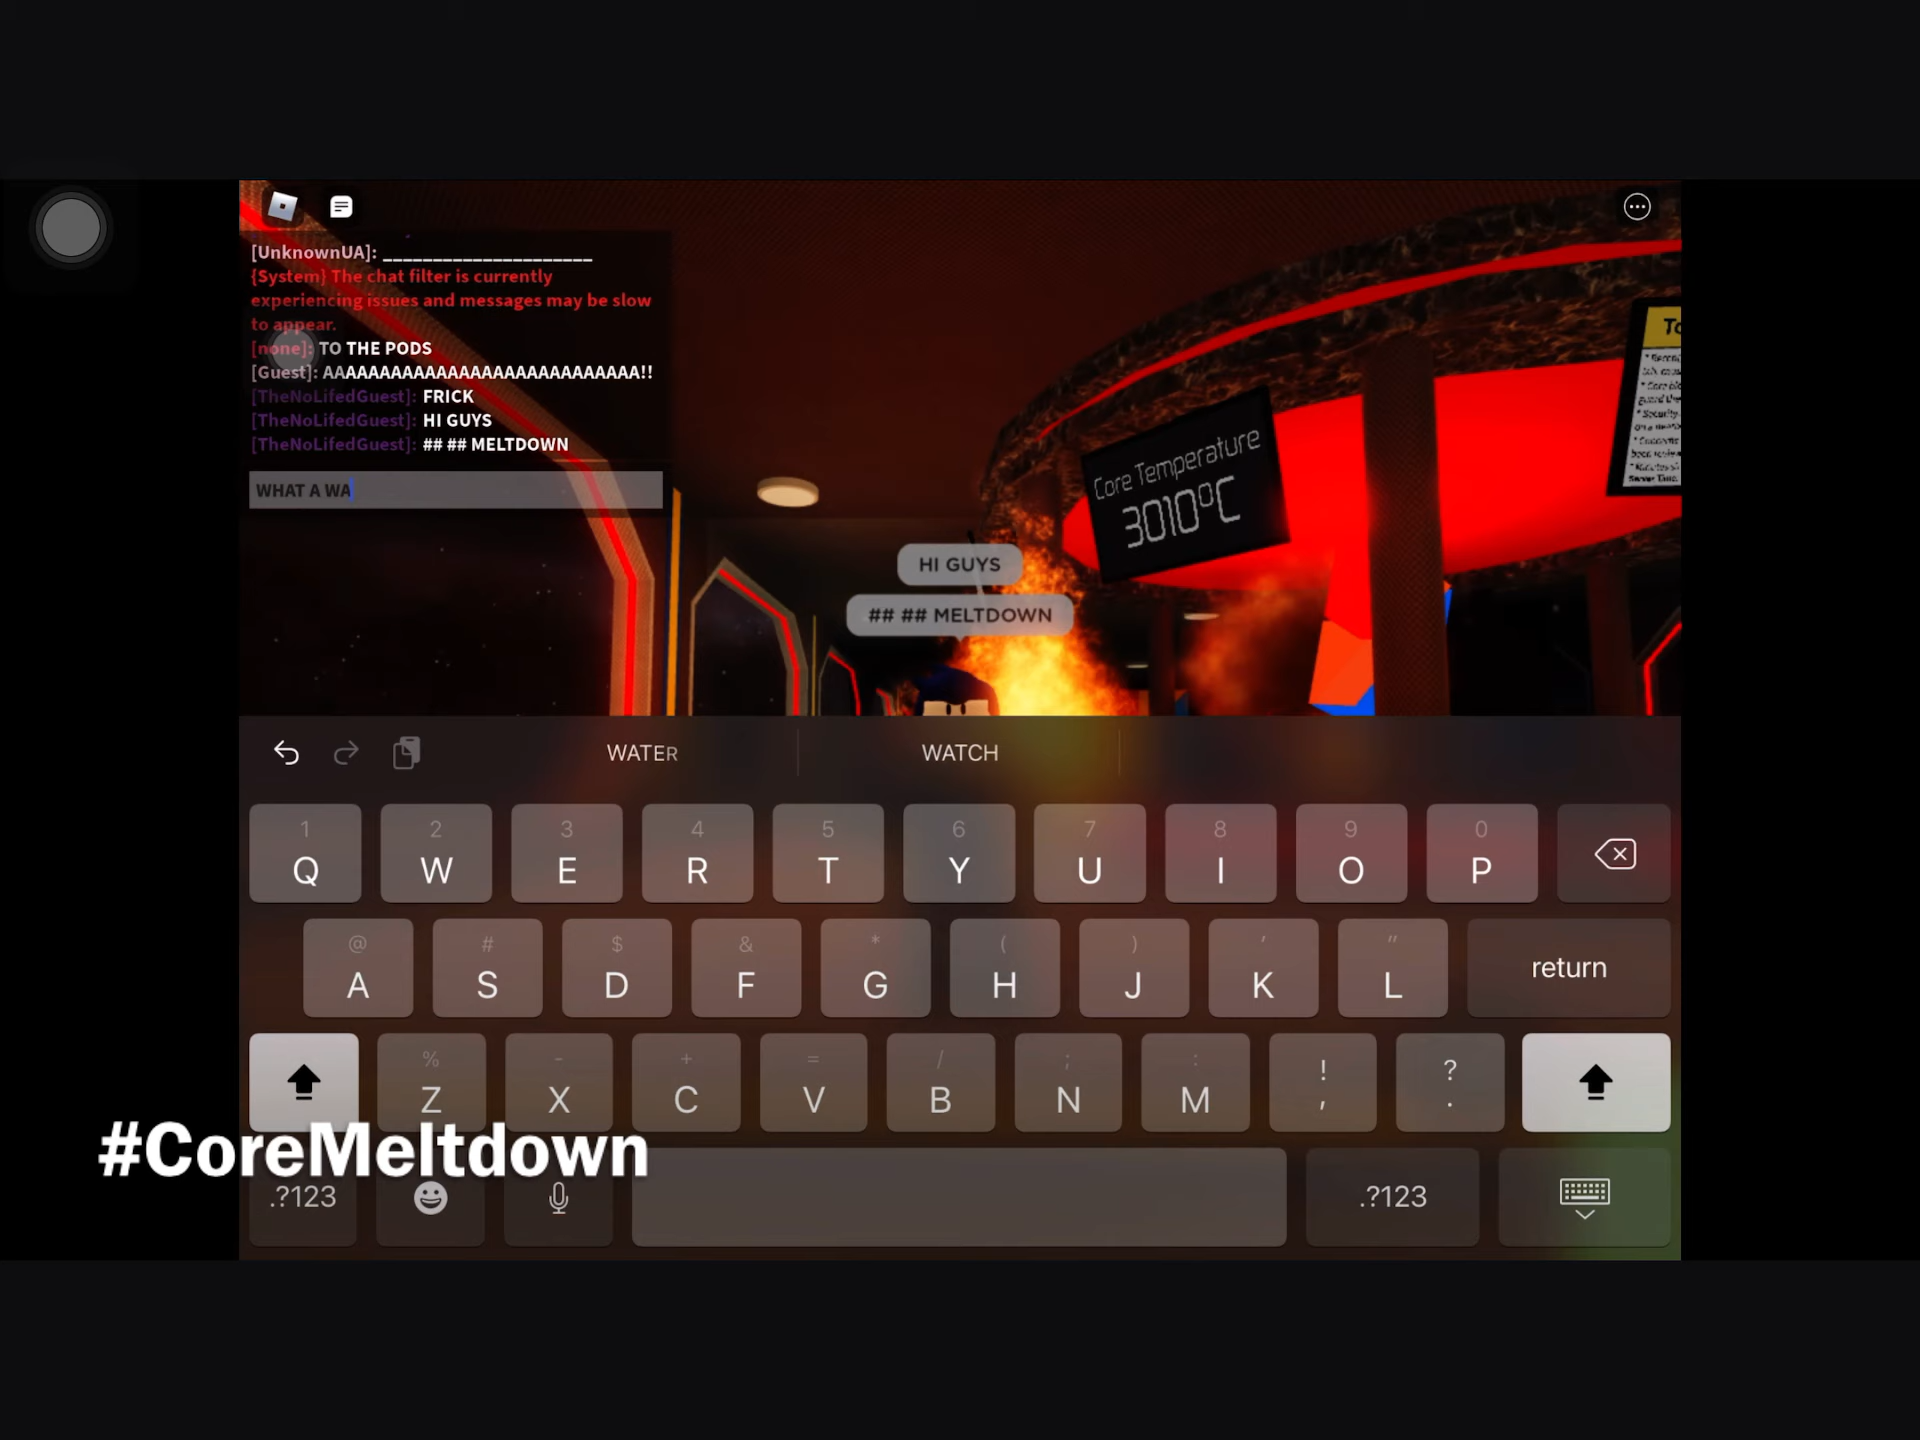 [UnknownUA]: _____________________
{System} The chat filter is currently
experiencing issues and messages may be slow
to appear.
[none]: TO THE PODS
[Guest]: AAAAAAAAAAAAAAAAAAAAAAAAAAAA!!
[TheNoLifedGuest]: FRICK
[TheNoLifedGuest]: HI GUYS
[TheNoLifedGuest]: ## ## MELTDOWN
WHAT A WA
Core Temperature
3010°C
HI GUYS
## ## MELTDOWN
WATER WATCH
1 2 3 4 5 6 7 8 9 0
Q W E R T Y U I O P
@ # $ & * ( ) ' "
A S D F G H J K L return
% - + = / ; : ! ?
Z X C V B N M , .
#CoreMeltdown
.?123 .?123